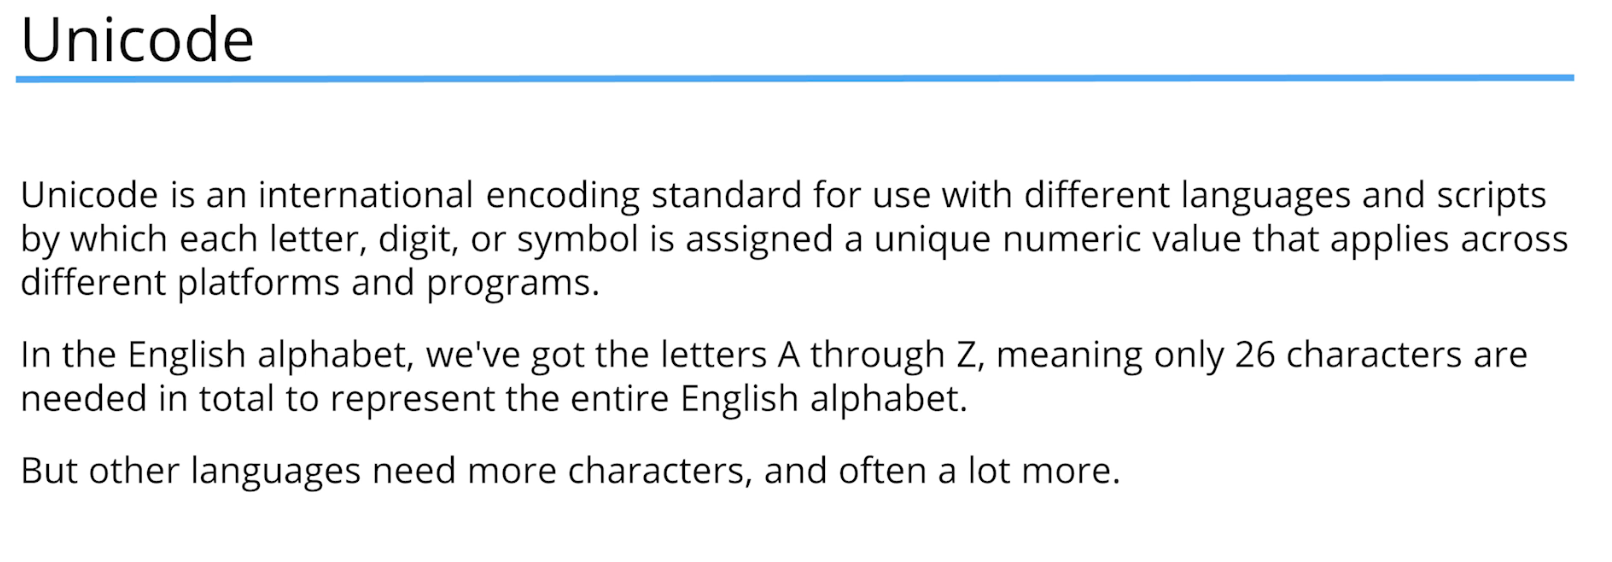 Unicode
Unicode is an international encoding standard for use with different languages and scripts
by which each letter, digit, or symbol is assigned a unique numeric value that applies across
different platforms and programs.
In the English alphabet, we've got the letters A through Z, meaning only 26 characters are
needed in total to represent the entire English alphabet.
But other languages need more characters, and often a lot more.